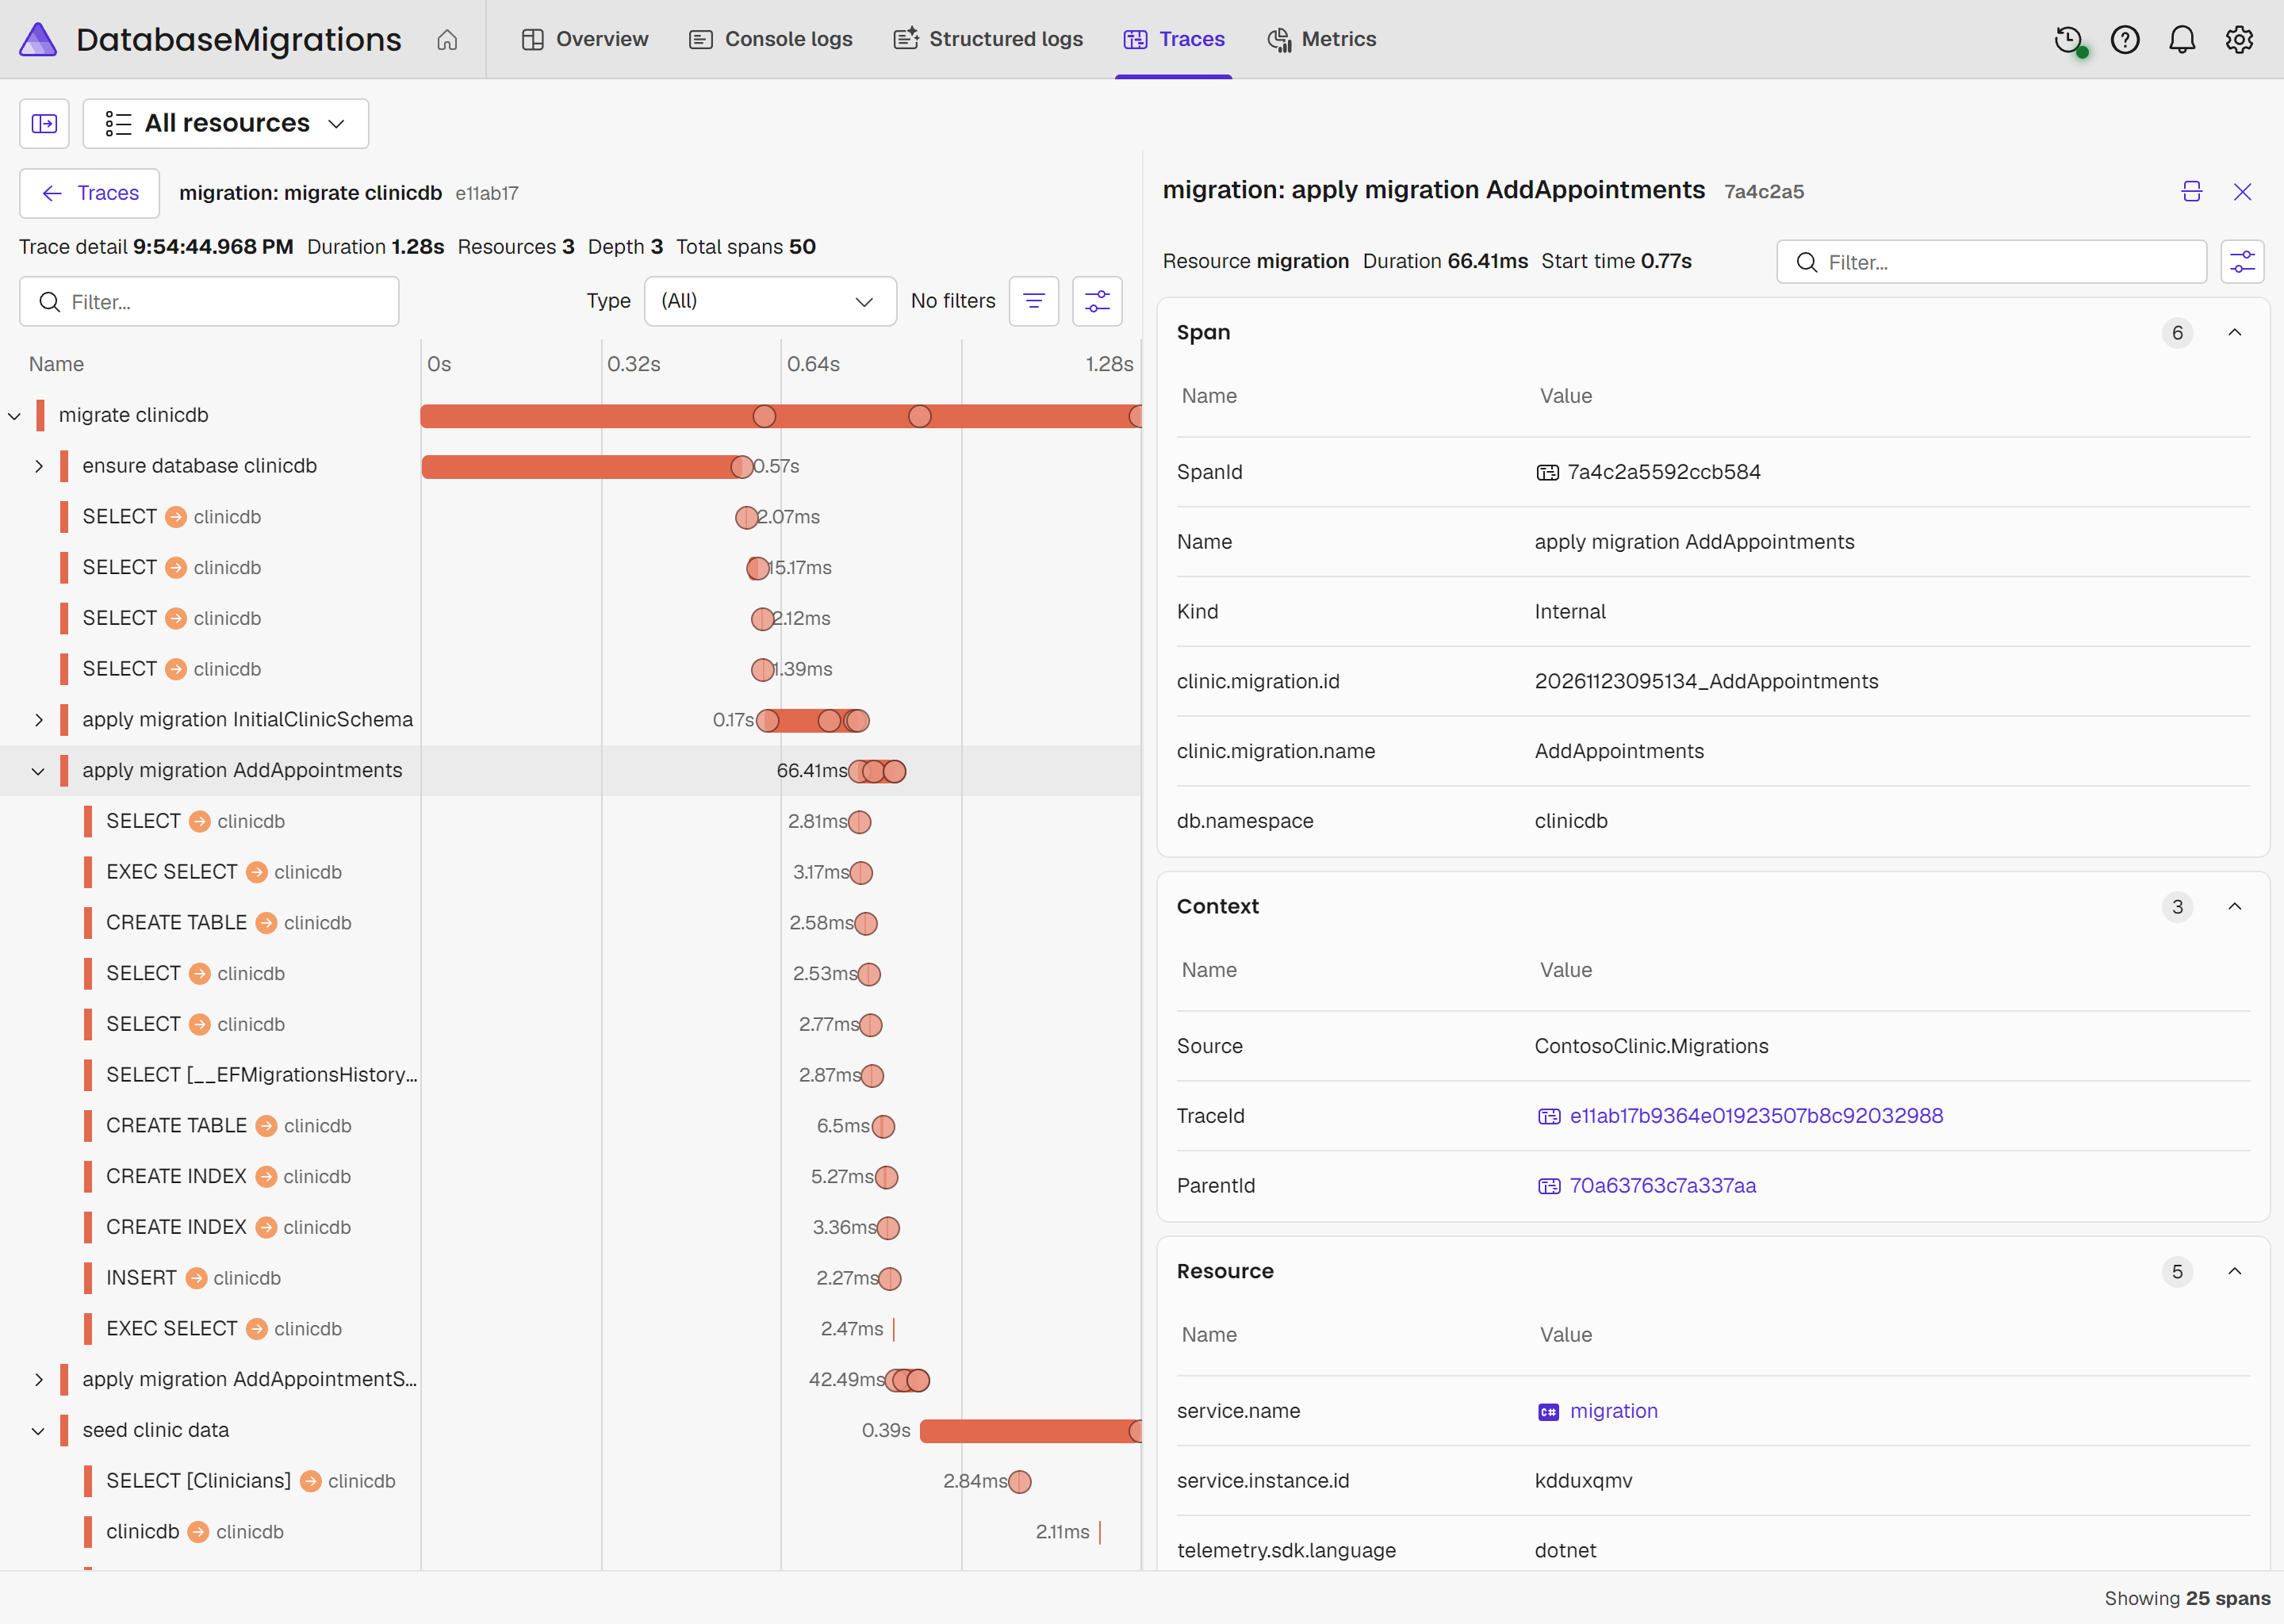 DatabaseMigrations
Overview
Console logs
Structured logs
Traces
Metrics
All resources
Traces
migration: migrate clinicdb e11ab17
Trace detail 9:54:44.968 PM Duration 1.28s Resources 3 Depth 3 Total spans 50
Filter...
Type
(All)
No filters
Name
0s
0.32s
0.64s
1.28s
migrate clinicdb
ensure database clinicdb
0.57s
SELECT clinicdb
2.07ms
SELECT clinicdb
15.17ms
SELECT clinicdb
2.12ms
SELECT clinicdb
1.39ms
apply migration InitialClinicSchema
0.17s
apply migration AddAppointments
66.41ms
SELECT clinicdb
2.81ms
EXEC SELECT clinicdb
3.17ms
CREATE TABLE clinicdb
2.58ms
SELECT clinicdb
2.53ms
SELECT clinicdb
2.77ms
SELECT [__EFMigrationsHistory...
2.87ms
CREATE TABLE clinicdb
6.5ms
CREATE INDEX clinicdb
5.27ms
CREATE INDEX clinicdb
3.36ms
INSERT clinicdb
2.27ms
EXEC SELECT clinicdb
2.47ms
apply migration AddAppointmentS...
42.49ms
seed clinic data
0.39s
SELECT [Clinicians] clinicdb
2.84ms
clinicdb clinicdb
2.11ms
migration: apply migration AddAppointments 7a4c2a5
Resource migration Duration 66.41ms Start time 0.77s
Filter...
Span
6
Name
Value
SpanId
7a4c2a5592ccb584
Name
apply migration AddAppointments
Kind
Internal
clinic.migration.id
20261123095134_AddAppointments
clinic.migration.name
AddAppointments
db.namespace
clinicdb
Context
3
Name
Value
Source
ContosoClinic.Migrations
TraceId
e11ab17b9364e01923507b8c92032988
ParentId
70a63763c7a337aa
Resource
5
Name
Value
service.name
C# migration
service.instance.id
kdduxqmv
telemetry.sdk.language
dotnet
Showing 25 spans